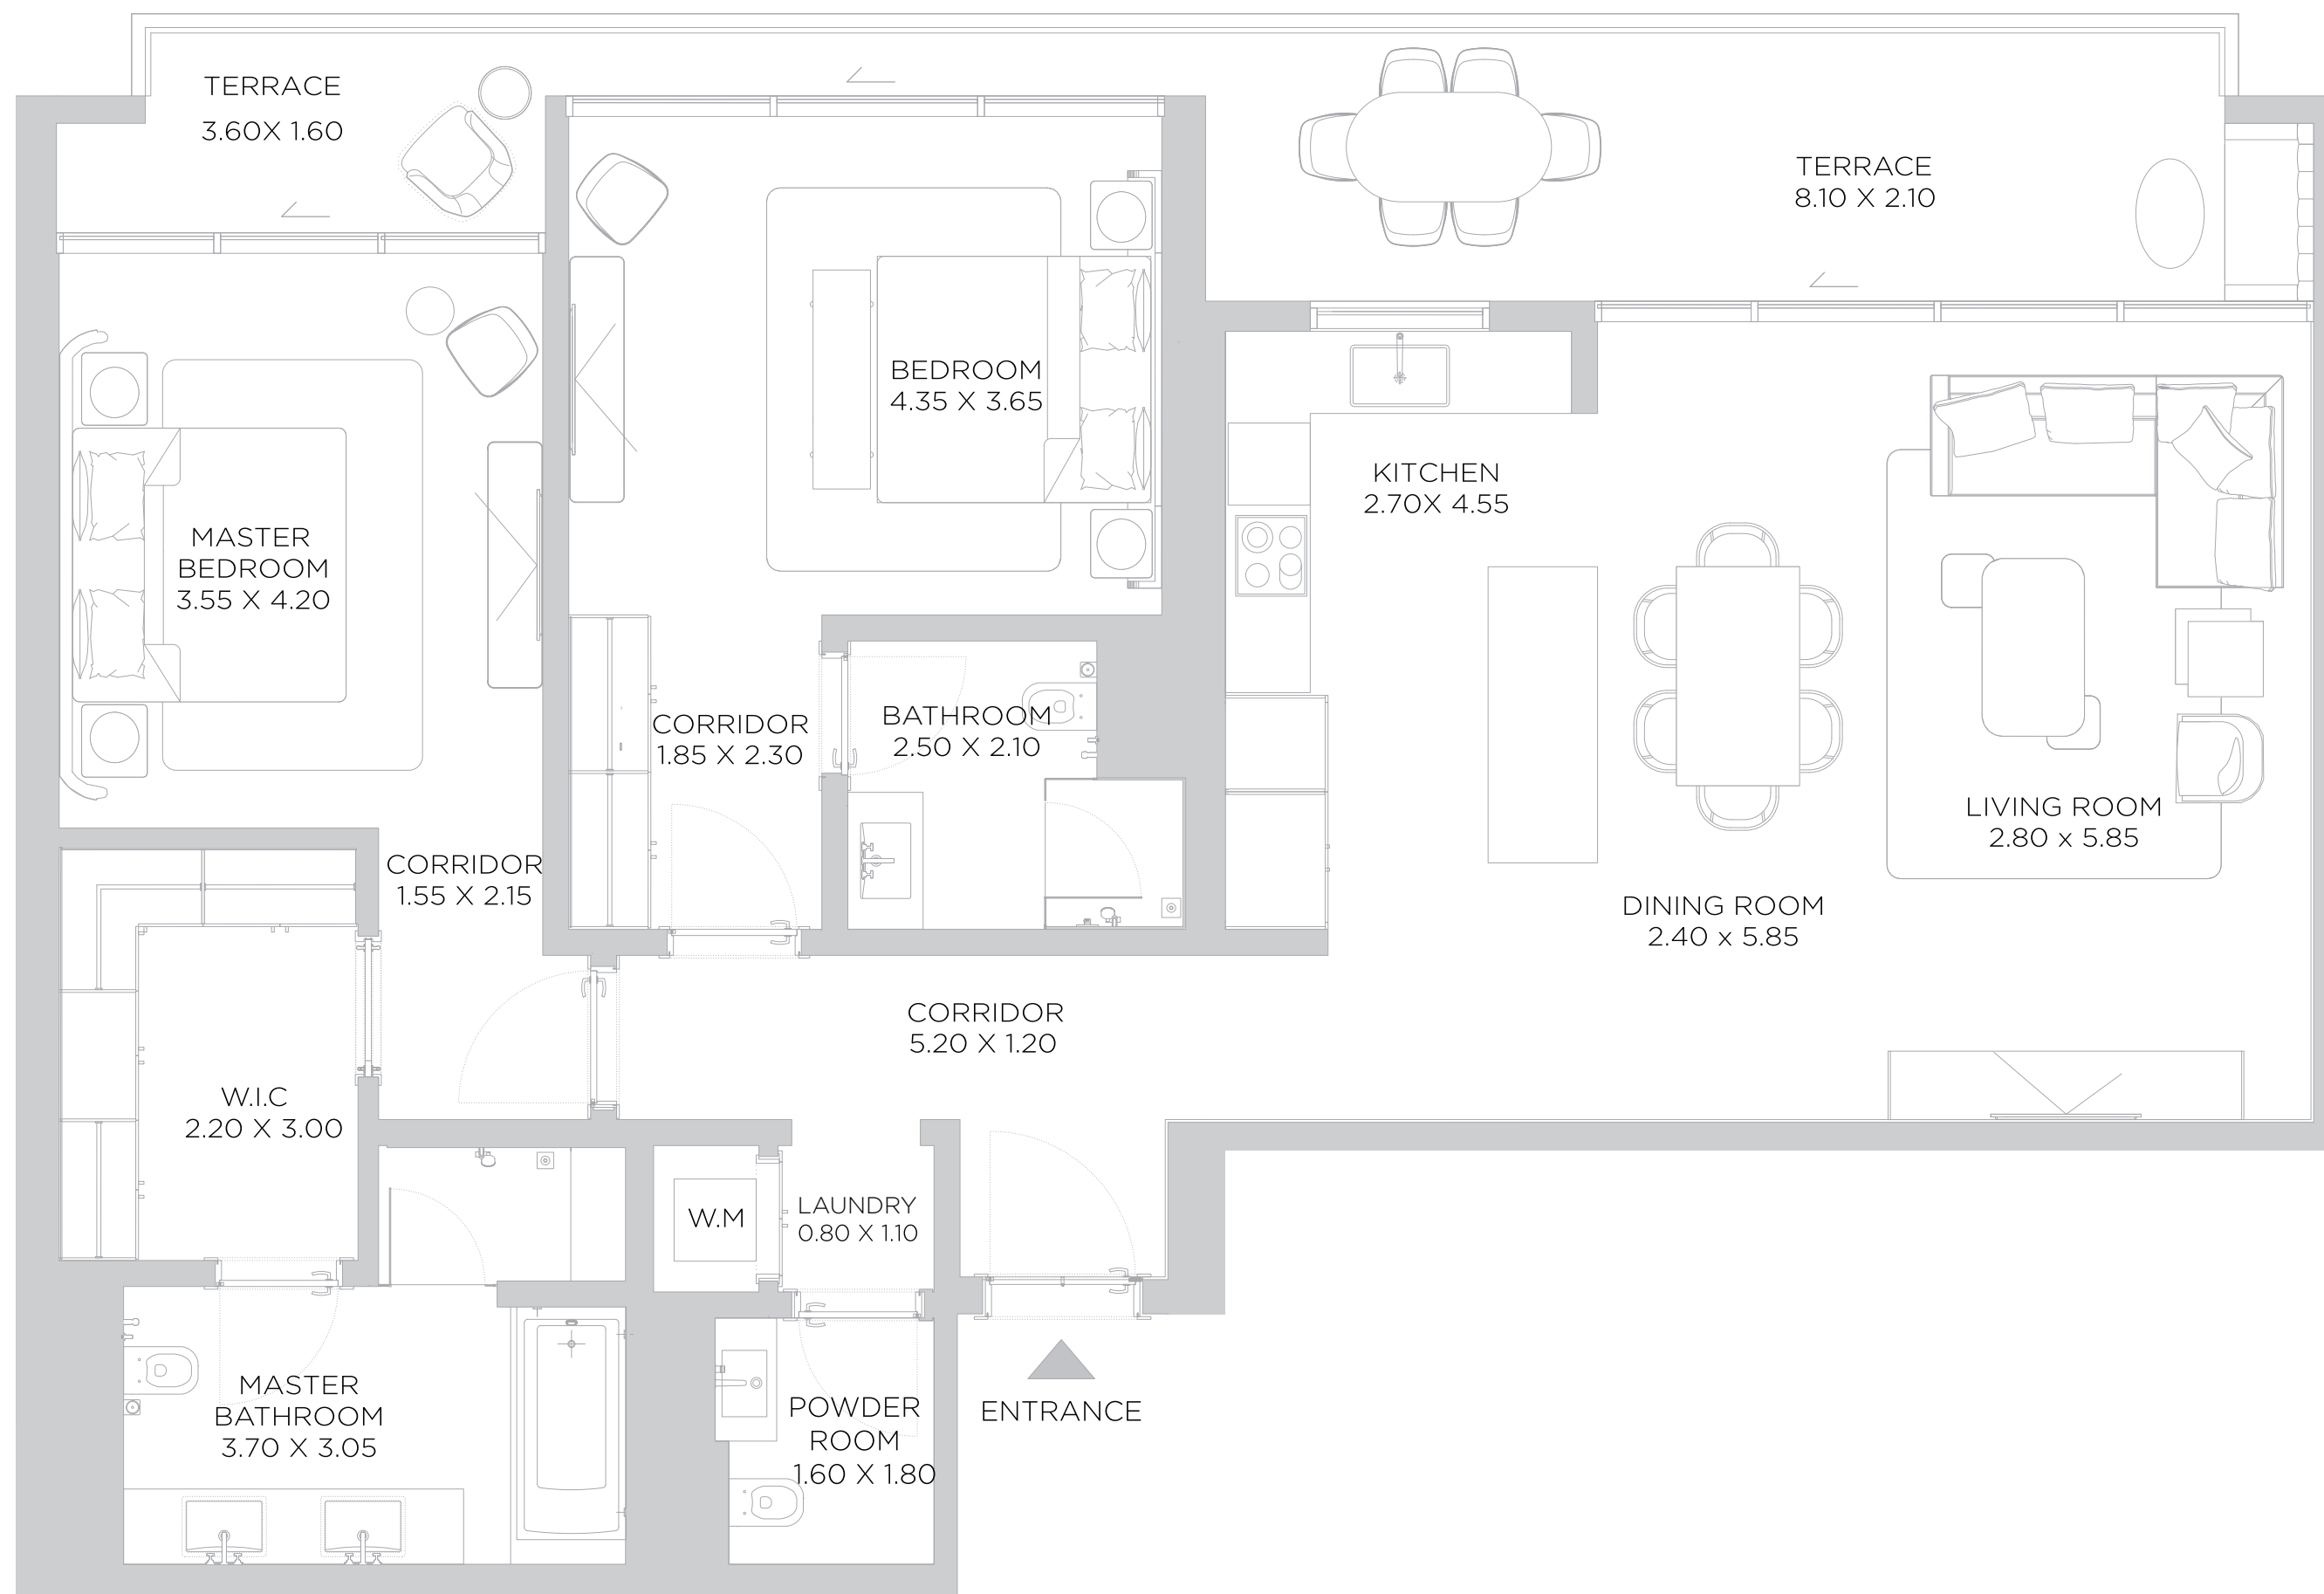 TERRACE
3.60X 1.60
TERRACE
8.10 X 2.10
BEDROOM
4.35 X 3.65
KITCHEN
2.70X 4.55
MASTER
BEDROOM
3.55 X 4.20
CORRIDOR
1.85 X 2.30
BATHROOM
2.50 X 2.10
LIVING ROOM
2.80 x 5.85
CORRIDOR
1.55 X 2.15
DINING ROOM
2.40 x 5.85
CORRIDOR
5.20 X 1.20
W.I.C
2.20 X 3.00
W.M
LAUNDRY
0.80 X 1.10
MASTER
BATHROOM
3.70 X 3.05
POWDER
ROOM
1.60 X 1.80
ENTRANCE